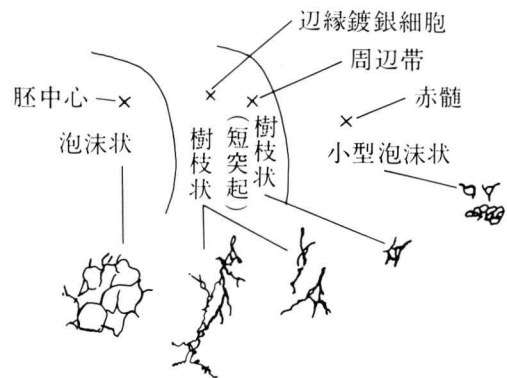 辺縁鍍銀細胞
周辺帯
胚中心
赤髄
泡沫状
樹枝状
(短突起)
樹枝状
小型泡沫状